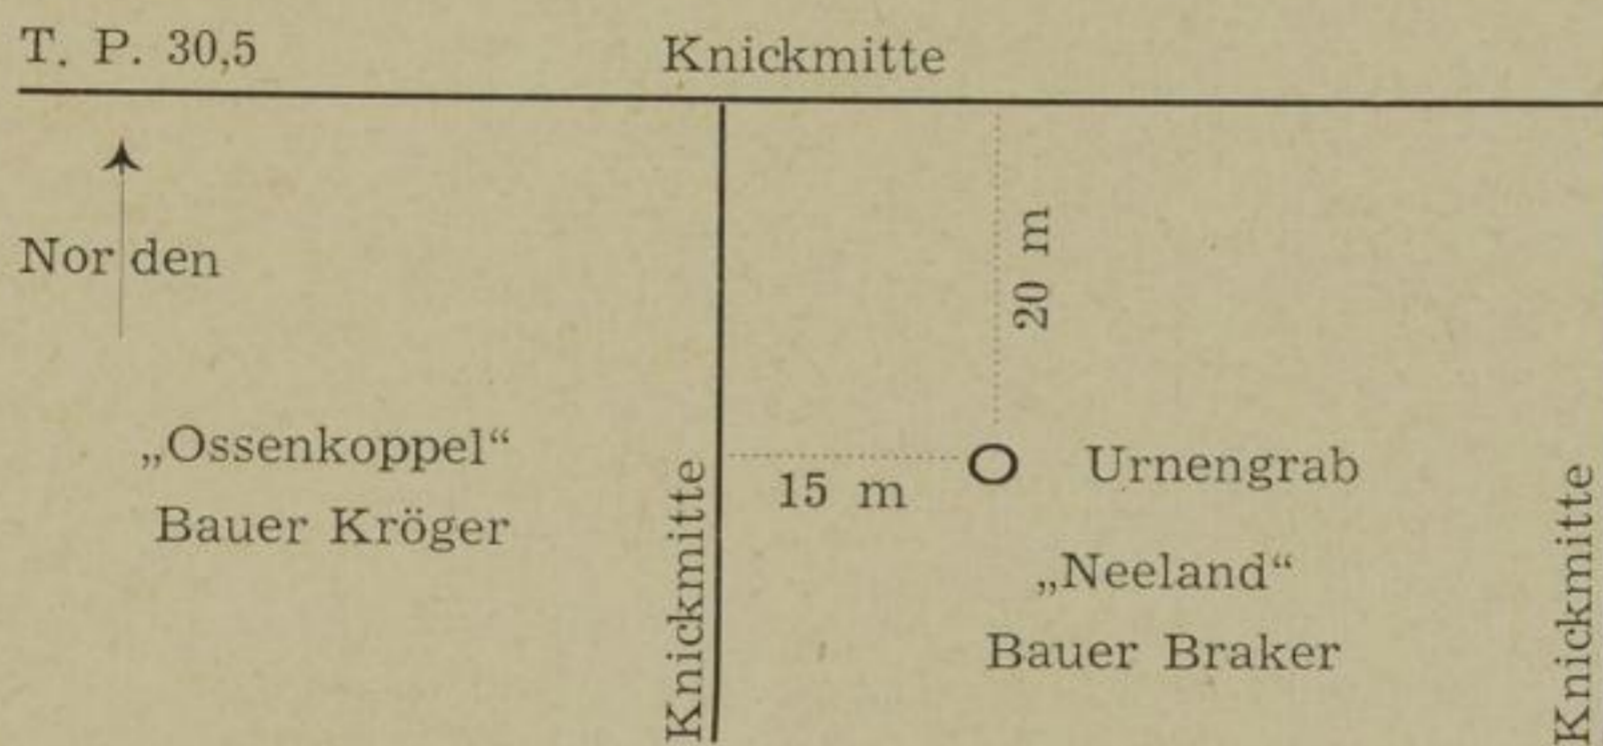 T. P. 30,5
Knickmitte
Norden
20 m
„Ossenkoppel“
Bauer Kröger
Knickmitte
15 m
Urnengrab
„Neeland“
Bauer Braker
Knickmitte